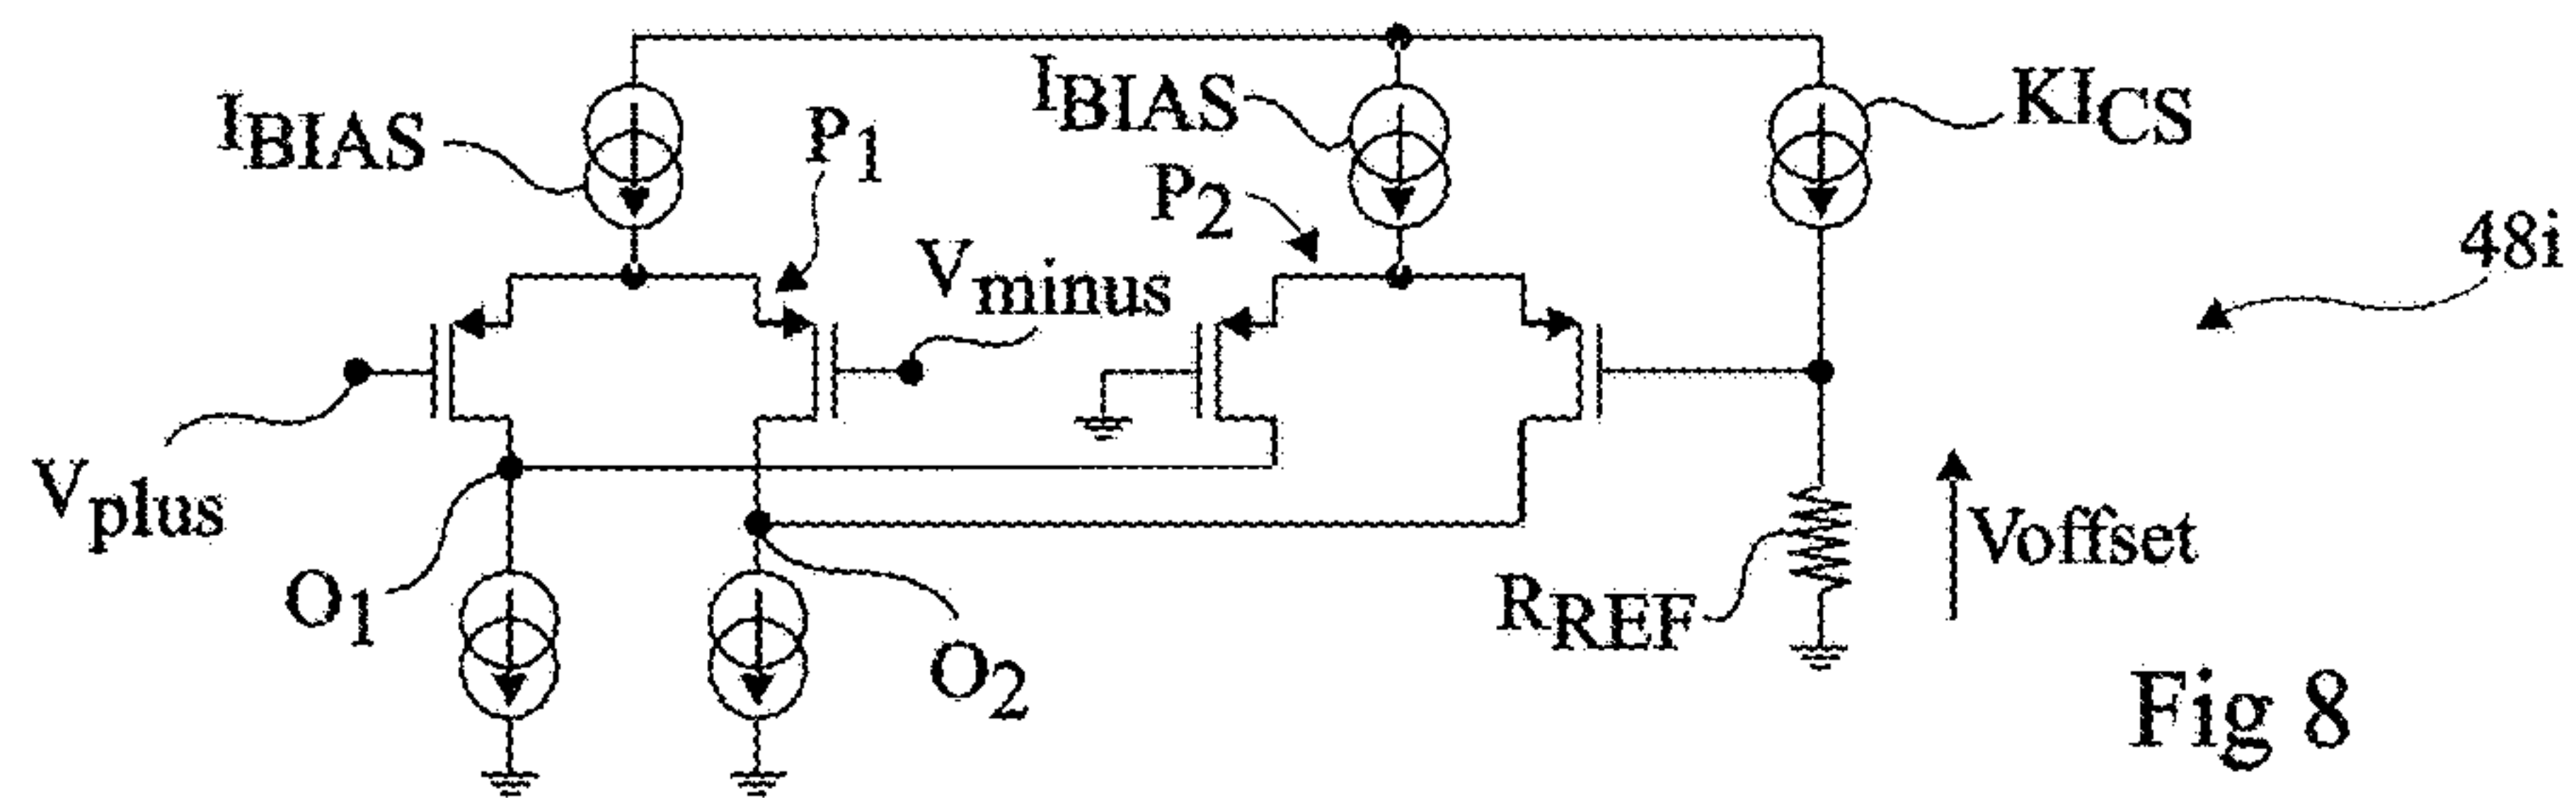 IBIAS
P1
IBIAS
KICS
P2
Vminus
48i
Vplus
O1
O2
RREF
Voffset
Fig 8